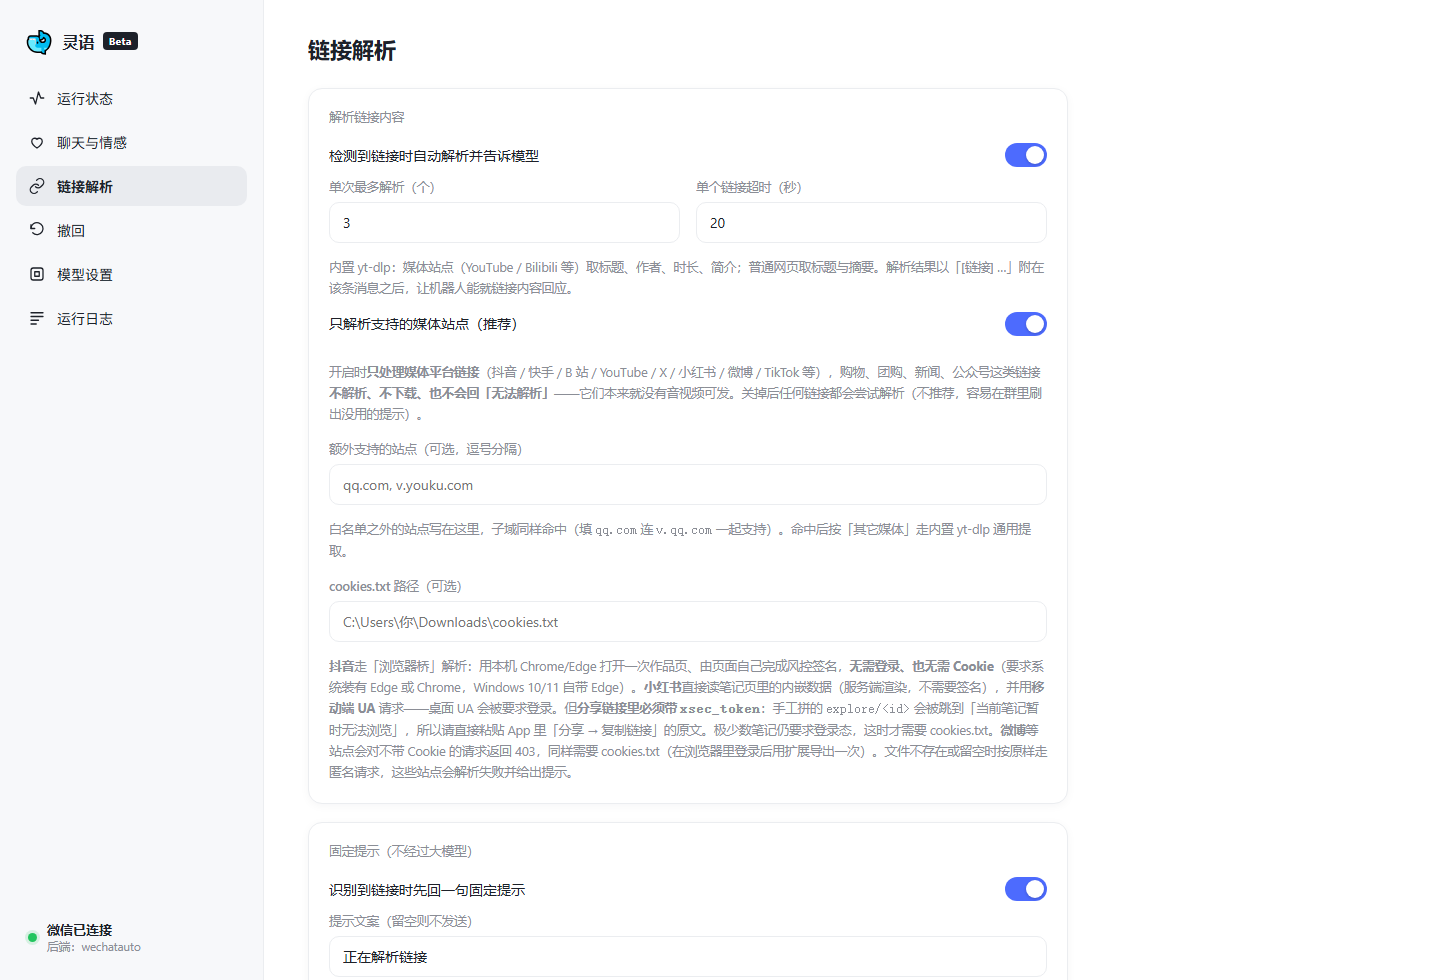 灵语 Beta
运行状态
聊天与情感
链接解析
撤回
模型设置
运行日志
微信已连接
后端：wechatauto
链接解析
解析链接内容
检测到链接时自动解析并告诉模型
单次最多解析（个）
单个链接超时（秒）
3
20
内置 yt-dlp：媒体站点（YouTube / Bilibili 等）取标题、作者、时长、简介；普通网页取标题与摘要。解析结果以「[链接] ...」附在
该条消息之后，让机器人能就链接内容回应。
只解析支持的媒体站点（推荐）
开启时只处理媒体平台链接（抖音 / 快手 / B 站 / YouTube / X / 小红书 / 微博 / TikTok 等），购物、团购、新闻、公众号这类链接
不解析、不下载、也不会回「无法解析」——它们本来就没有音视频可发。关掉后任何链接都会尝试解析（不推荐，容易在群里刷
出没用的提示）。
额外支持的站点（可选，逗号分隔）
qq.com, v.youku.com
白名单之外的站点写在这里，子域同样命中（填 qq.com 连 v.qq.com 一起支持）。命中后按「其它媒体」走内置 yt-dlp 通用提
取。
cookies.txt 路径（可选）
C:\Users\你\Downloads\cookies.txt
抖音走「浏览器桥」解析：用本机 Chrome/Edge 打开一次作品页、由页面自己完成风控签名，无需登录、也无需 Cookie（要求系
统装有 Edge 或 Chrome，Windows 10/11 自带 Edge）。小红书直接读笔记页里的内嵌数据（服务端渲染，不需要签名），并用移
动端 UA 请求——桌面 UA 会被要求登录。但分享链接里必须带 xsec_token：手工拼的 explore/<id> 会被跳到「当前笔记暂
时无法浏览」，所以请直接粘贴 App 里「分享 → 复制链接」的原文。极少数笔记仍要求登录态，这时才需要 cookies.txt。微博等
站点会对不带 Cookie 的请求返回 403，同样需要 cookies.txt（在浏览器里登录后用扩展导出一次）。文件不存在或留空时按原样走
匿名请求，这些站点会解析失败并给出提示。
固定提示（不经过大模型）
识别到链接时先回一句固定提示
提示文案（留空则不发送）
正在解析链接